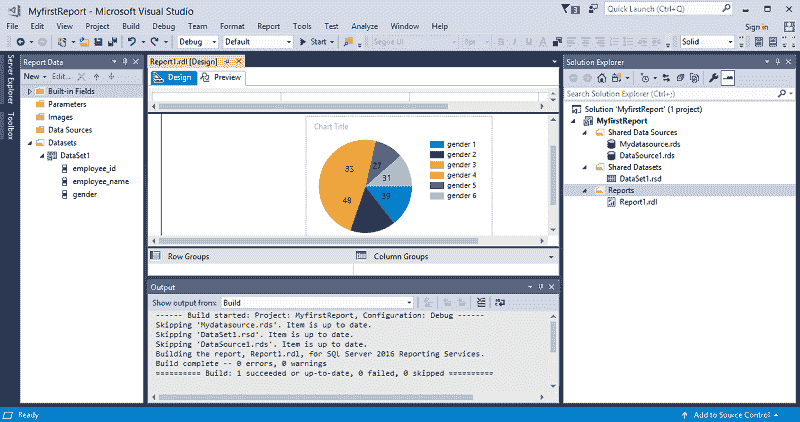 MyfirstReport - Microsoft Visual Studio
3
Quick Launch (Ctrl+Q)
File Edit View Project Build Debug Team Format Report Tools Test Analyze Window Help
Sign in
Debug Default Start Segoe UI 8pt Solid
Server Explorer
Toolbox
Report Data
New Edit...
Built-in Fields
Parameters
Images
Data Sources
Datasets
DataSet1
employee_id
employee_name
gender
Report1.rdl [Design]
Design Preview
Chart Title
27
31
39
48
gender 1
gender 2
gender 3
gender 4
gender 5
gender 6
Row Groups Column Groups
Output
Show output from: Build
------ Build started: Project: MyfirstReport, Configuration: Debug ------
Skipping 'Mydatasource.rds'. Item is up to date.
Skipping 'DataSet1.rsd'. Item is up to date.
Skipping 'DataSource1.rds'. Item is up to date.
Building the report, Report1.rdl, for SQL Server 2016 Reporting Services.
Build complete -- 0 errors, 0 warnings
========== Build: 1 succeeded or up-to-date, 0 failed, 0 skipped ==========
Solution Explorer
Search Solution Explorer (Ctrl+;)
Solution 'MyfirstReport' (1 project)
MyfirstReport
Shared Data Sources
Mydatasource.rds
DataSource1.rds
Shared Datasets
DataSet1.rsd
Reports
Report1.rdl
Ready
Add to Source Control